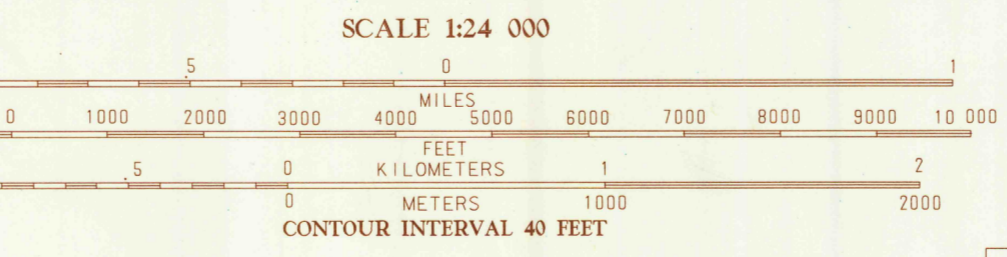 SCALE 1:24 000
.5 0 1
MILES
0 1000 2000 3000 4000 5000 6000 7000 8000 9000 10 000
FEET
.5 0 KILOMETERS 1 2
0 METERS 1000 2000
CONTOUR INTERVAL 40 FEET